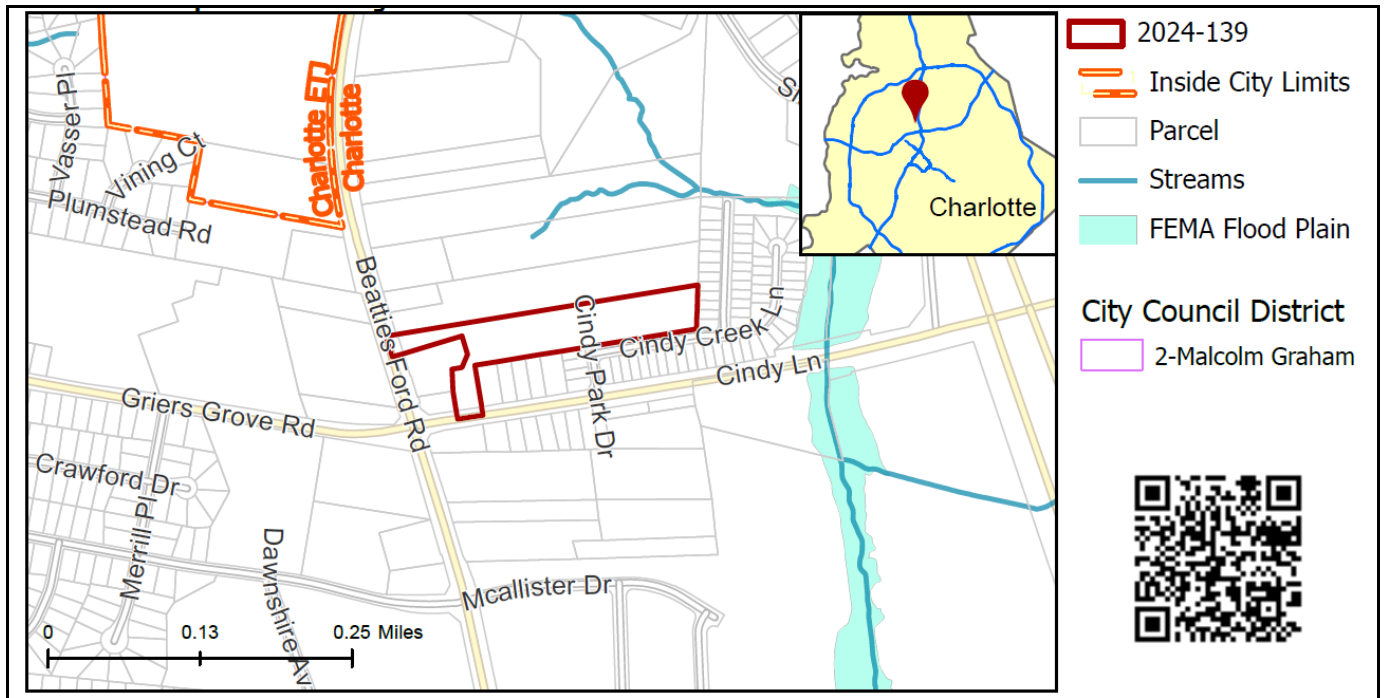 Vasser Pl
Vining Ct
Plumstead Rd
Charlotte ETJ
Charlotte
Beatties Ford Rd
Cindy Park Dr
Cindy Creek Ln
Cindy Ln
Griers Grove Rd
Crawford Dr
Merrill Pl
Dawnshire Av
Mcallister Dr
0 0.13 0.25 Miles
Charlotte
2024-139
Inside City Limits
Parcel
Streams
FEMA Flood Plain
City Council District
2-Malcolm Graham